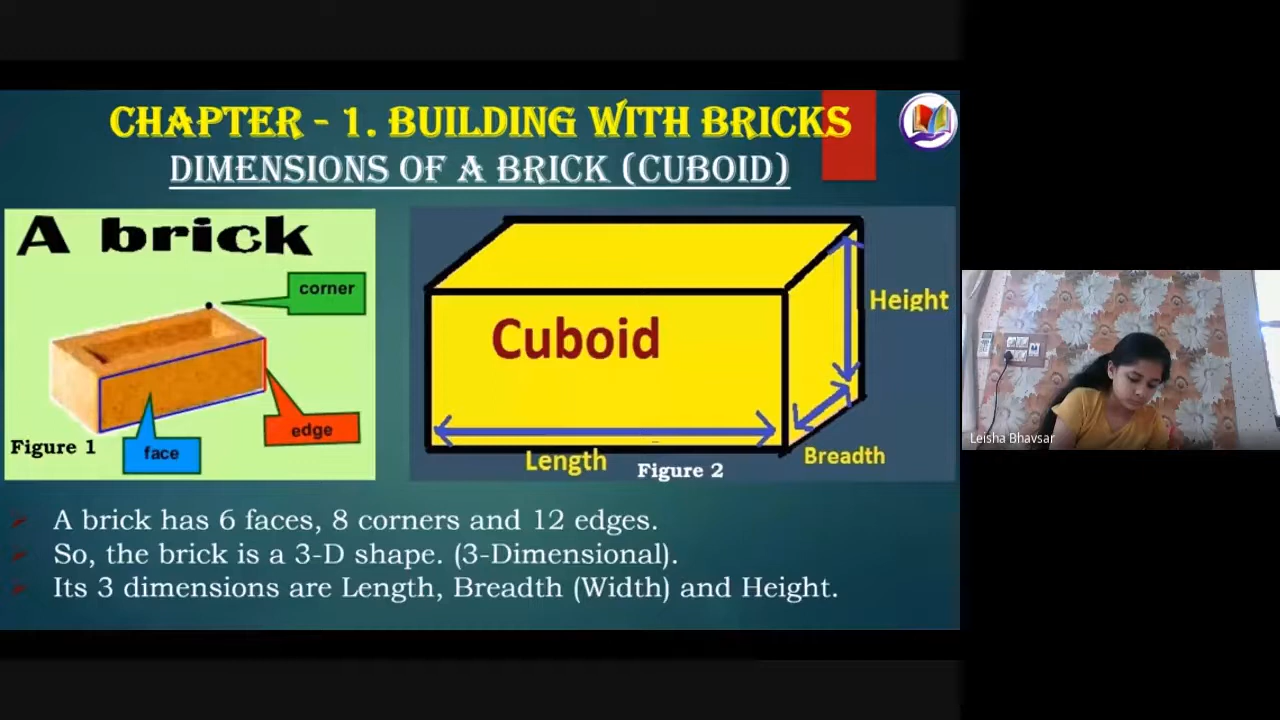 CHAPTER - 1. BUILDING WITH BRICKS
DIMENSIONS OF A BRICK (CUBOID)
A brick
corner
edge
face
Figure 1
Cuboid
Height
Length
Breadth
Figure 2
A brick has 6 faces, 8 corners and 12 edges.
So, the brick is a 3-D shape. (3-Dimensional).
Its 3 dimensions are Length, Breadth (Width) and Height.
Leisha Bhavsar